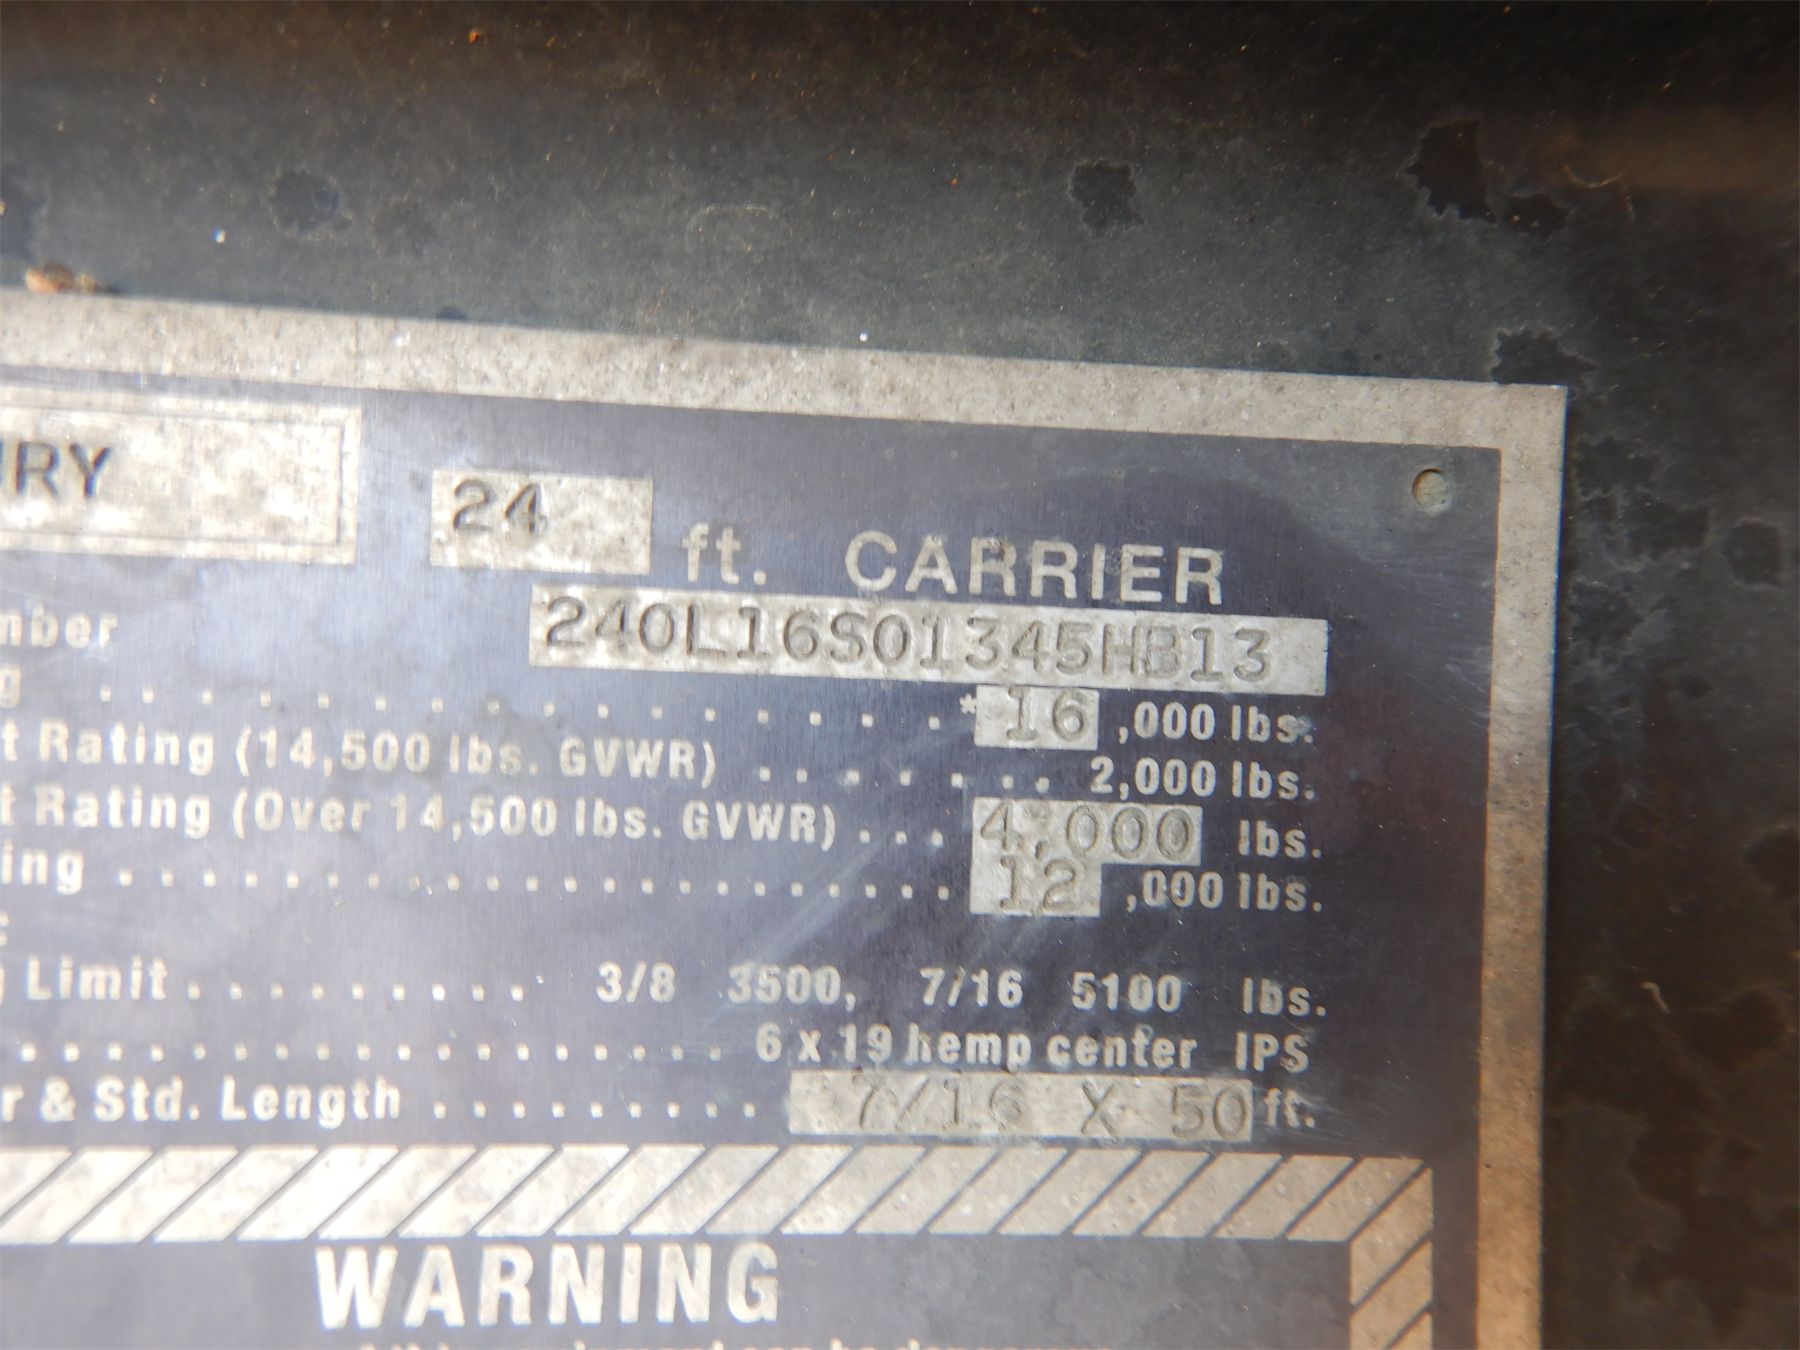 URY
24 ft. CARRIER
mber 240L16S01345HB13
g . . . . . . . . . . . . . . . . . . * 16 ,000 lbs.
t Rating (14,500 lbs. GVWR) . . . . . . . 2,000 lbs.
t Rating (Over 14,500 lbs. GVWR) . . . 4,000 lbs.
ing . . . . . . . . . . . . . . . . . . . . . 12 ,000 lbs.
:
g Limit . . . . . . . . . . 3/8 3500, 7/16 5100 lbs.
. . . . . . . . . . . . . . . . . . 6 x 19 hemp center IPS
r & Std. Length . . . . . . . . . 7/16 X 50 ft.
WARNING